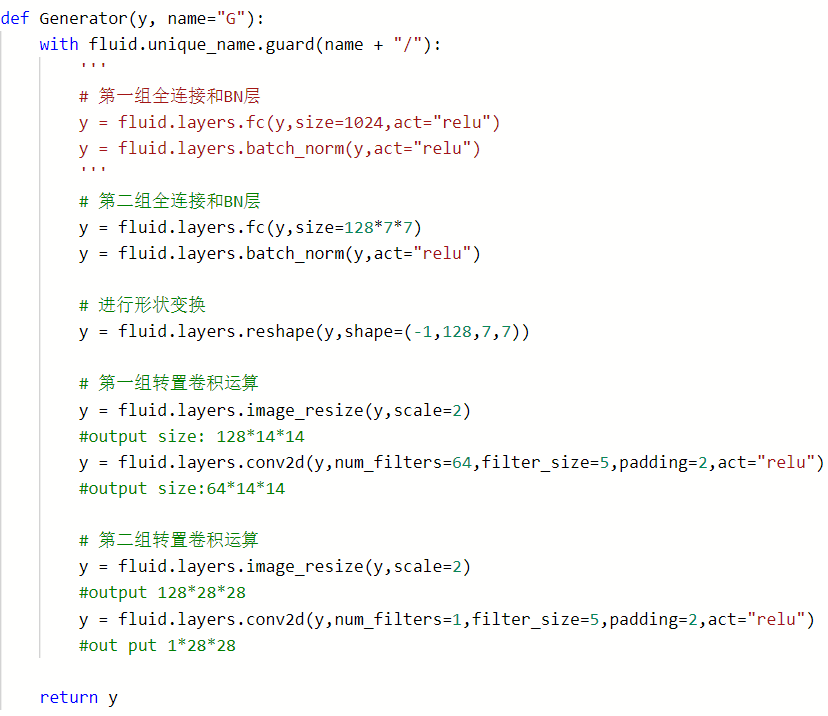 def Generator(y, name="G"):
    with fluid.unique_name.guard(name + "/"):
        '''
        # 第一组全连接和BN层
        y = fluid.layers.fc(y,size=1024,act="relu")
        y = fluid.layers.batch_norm(y,act="relu")
        '''
        # 第二组全连接和BN层
        y = fluid.layers.fc(y,size=128*7*7)
        y = fluid.layers.batch_norm(y,act="relu")

        # 进行形状变换
        y = fluid.layers.reshape(y,shape=(-1,128,7,7))

        # 第一组转置卷积运算
        y = fluid.layers.image_resize(y,scale=2)
        #output size: 128*14*14
        y = fluid.layers.conv2d(y,num_filters=64,filter_size=5,padding=2,act="relu")
        #output size:64*14*14

        # 第二组转置卷积运算
        y = fluid.layers.image_resize(y,scale=2)
        #output 128*28*28
        y = fluid.layers.conv2d(y,num_filters=1,filter_size=5,padding=2,act="relu")
        #out put 1*28*28

    return y